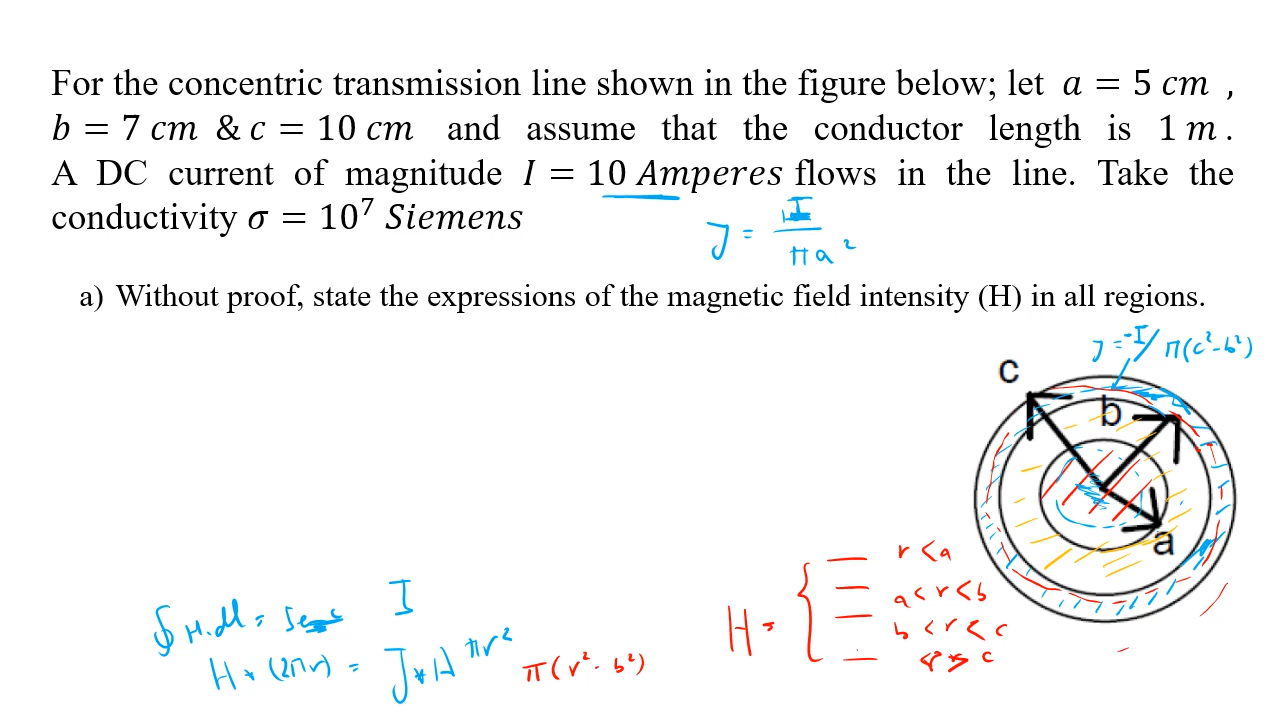 For the concentric transmission line shown in the figure below; let a = 5 cm ,
b = 7 cm & c = 10 cm and assume that the conductor length is 1 m .
A DC current of magnitude I = 10 Amperes flows in the line. Take the
conductivity σ = 10⁷ Siemens
J = I / πa²
a) Without proof, state the expressions of the magnetic field intensity (H) in all regions.
J = -I / π(c² - b²)
c
b
a
H = {
r < a
a < r < b
b < r < c
> c
∮ H . dl = I
H * (2πr) = J * A πr²
π(r² - b²)